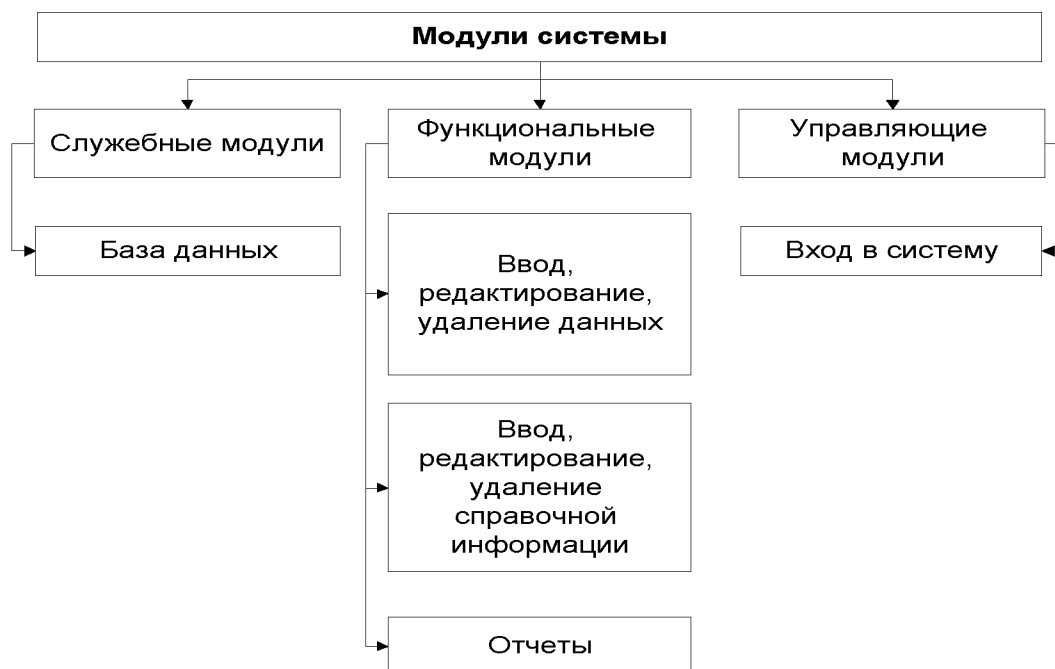 Модули системы
Служебные модули
Функциональные
модули
Управляющие
модули
База данных
Ввод,
редактирование,
удаление данных
Вход в систему
Ввод,
редактирование,
удаление
справочной
информации
Отчеты